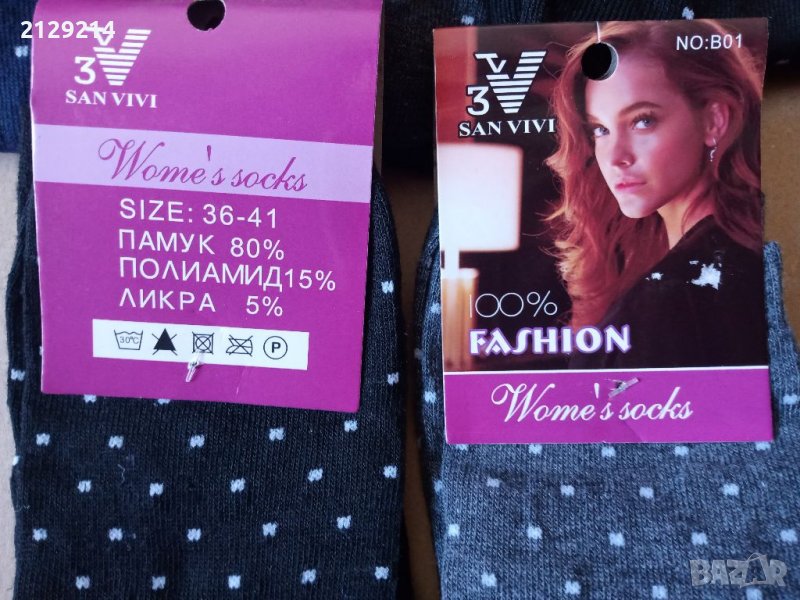 2129214
3V
SAN VIVI
Wome's socks
SIZE: 36-41
ПАМУК 80%
ПОЛИАМИД15%
ЛИКРА 5%
30°C
P
NO:B01
3V
SAN VIVI
100%
FASHION
Wome's socks
BAZAR